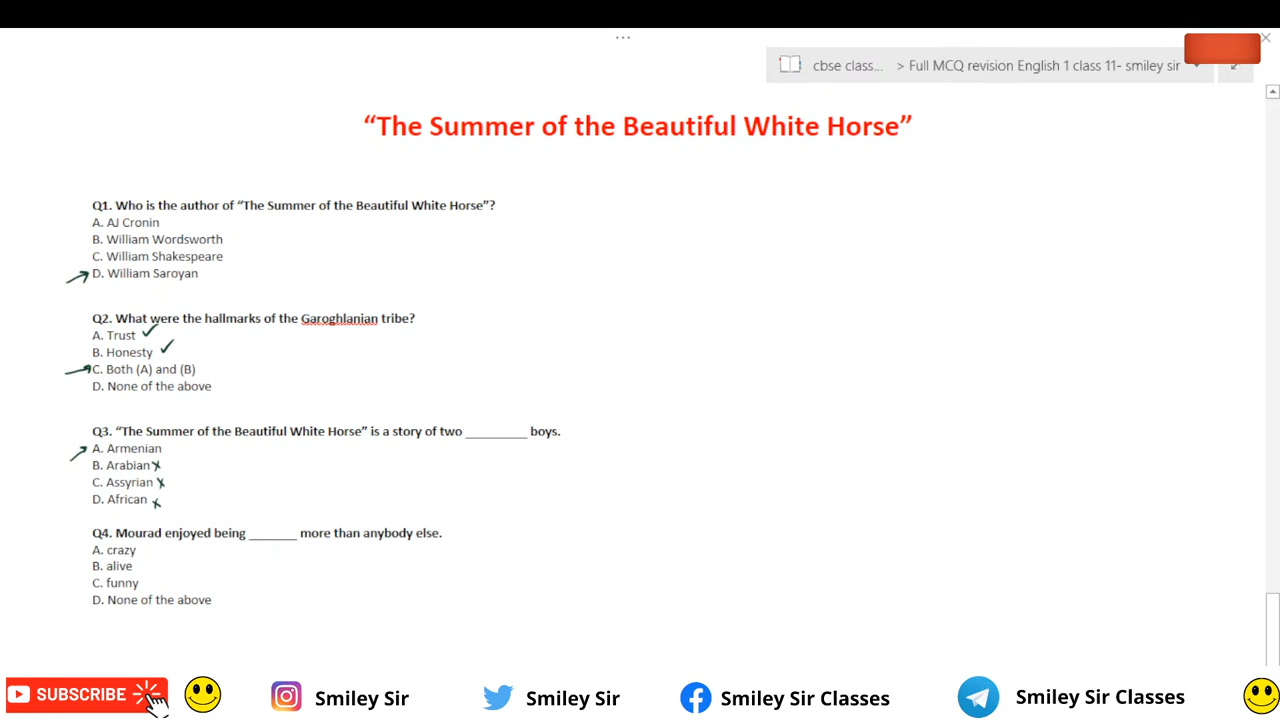 ...
cbse class... > Full MCQ revision English 1 class 11- smiley sir
“The Summer of the Beautiful White Horse”
Q1. Who is the author of “The Summer of the Beautiful White Horse”?
A. AJ Cronin
B. William Wordsworth
C. William Shakespeare
D. William Saroyan
Q2. What were the hallmarks of the Garoghlanian tribe?
A. Trust
B. Honesty
C. Both (A) and (B)
D. None of the above
Q3. “The Summer of the Beautiful White Horse” is a story of two _________ boys.
A. Armenian
B. Arabian
C. Assyrian
D. African
Q4. Mourad enjoyed being _______ more than anybody else.
A. crazy
B. alive
C. funny
D. None of the above
SUBSCRIBE Smiley Sir Smiley Sir Smiley Sir Classes Smiley Sir Classes